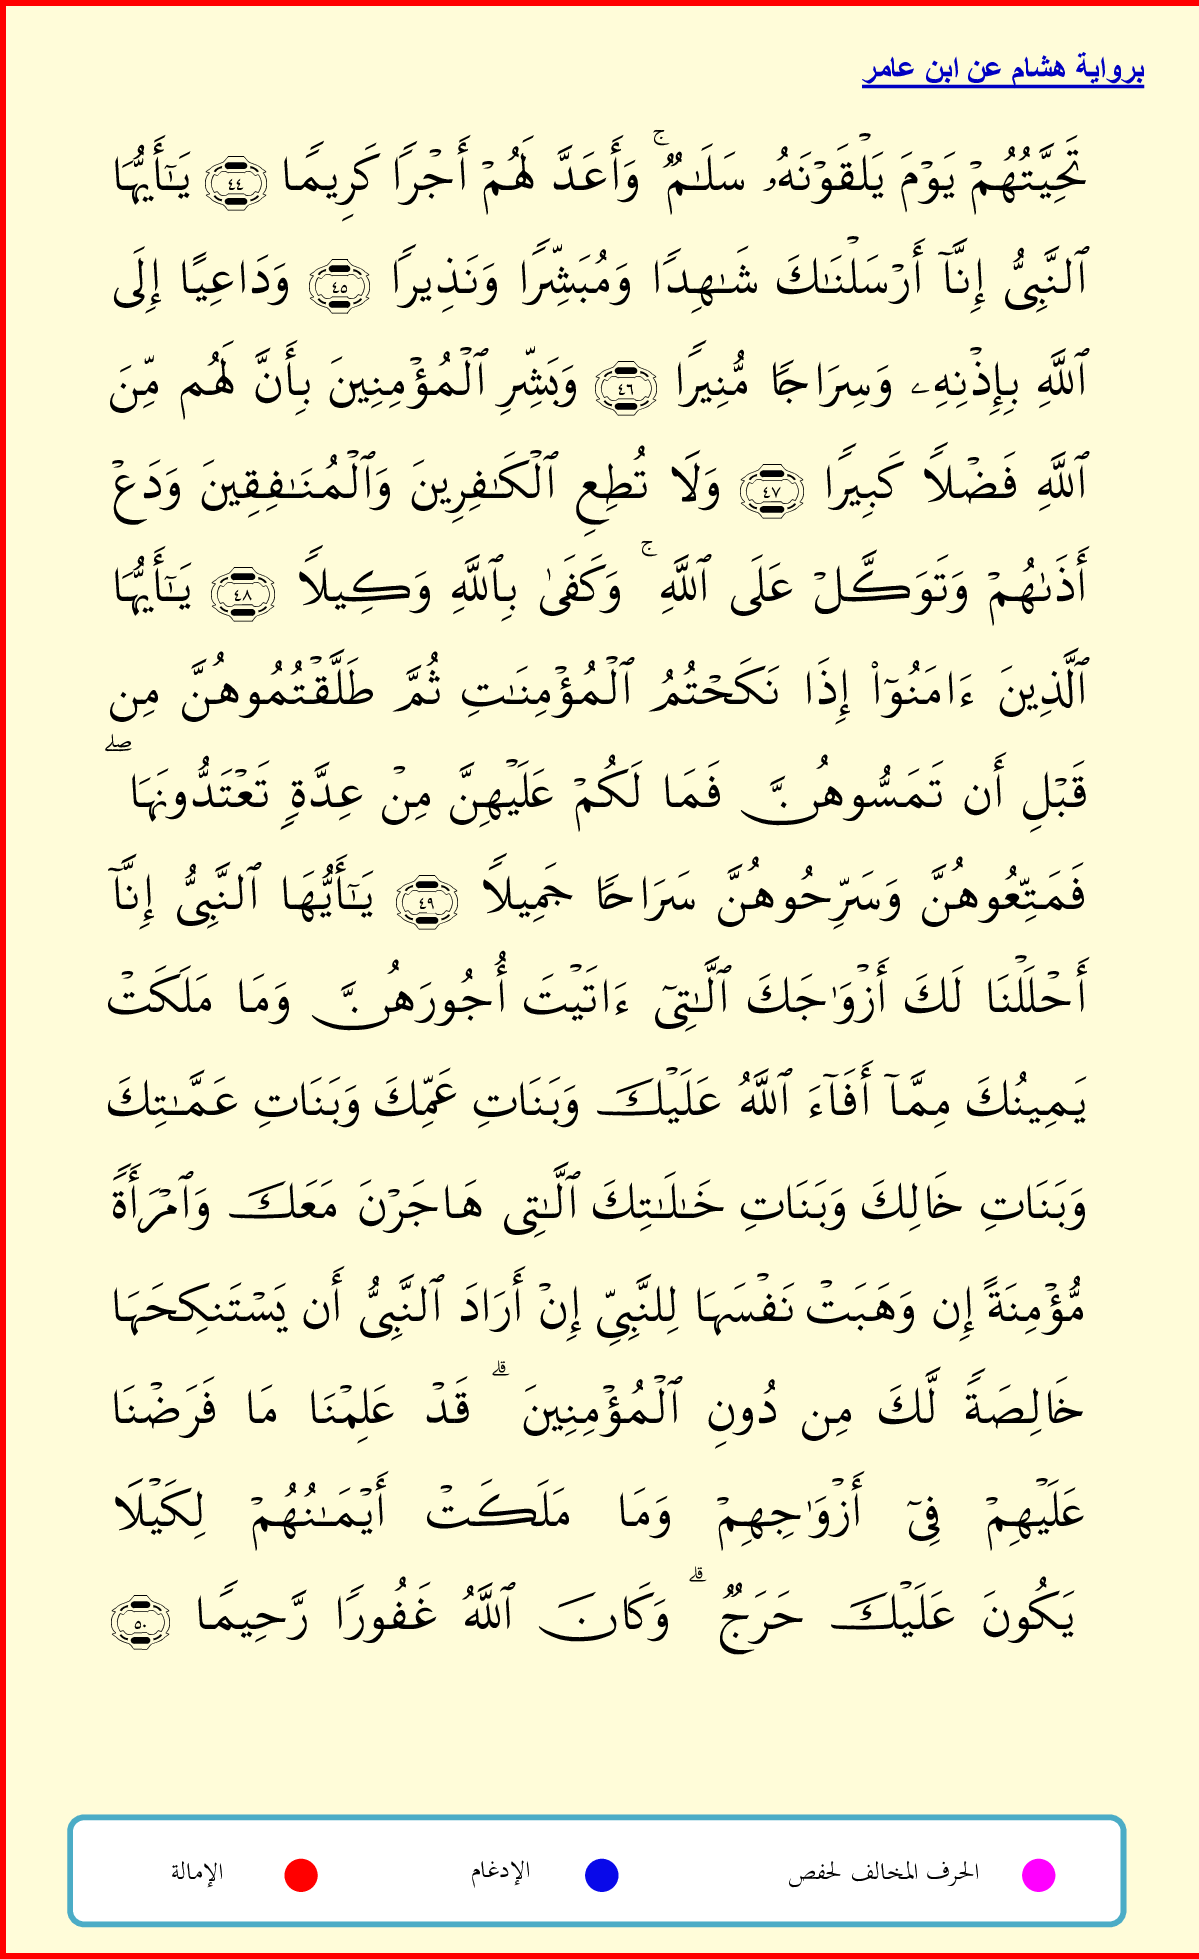 برواية هشام عن ابن عامر
تَحِيَّتُهُمۡ يَوۡمَ يَلۡقَوۡنَهُۥ سَلَٰمٞۚ وَأَعَدَّ لَهُمۡ أَجۡرٗا كَرِيمٗا ٤٤ يَٰٓأَيُّهَا
ٱلنَّبِيُّ إِنَّآ أَرۡسَلۡنَٰكَ شَٰهِدٗا وَمُبَشِّرٗا وَنَذِيرٗا ٤٥ وَدَاعِيًا إِلَى
ٱللَّهِ بِإِذۡنِهِۦ وَسِرَاجٗا مُّنِيرٗا ٤٦ وَبَشِّرِ ٱلۡمُؤۡمِنِينَ بِأَنَّ لَهُم مِّنَ
ٱللَّهِ فَضۡلٗا كَبِيرٗا ٤٧ وَلَا تُطِعِ ٱلۡكَٰفِرِينَ وَٱلۡمُنَٰفِقِينَ وَدَعۡ
أَذَىٰهُمۡ وَتَوَكَّلۡ عَلَى ٱللَّهِۚ وَكَفَىٰ بِٱللَّهِ وَكِيلٗا ٤٨ يَٰٓأَيُّهَا
ٱلَّذِينَ ءَامَنُوٓاْ إِذَا نَكَحۡتُمُ ٱلۡمُؤۡمِنَٰتِ ثُمَّ طَلَّقۡتُمُوهُنَّ مِن
قَبۡلِ أَن تَمَسُّوهُنَّ فَمَا لَكُمۡ عَلَيۡهِنَّ مِنۡ عِدَّةٖ تَعۡتَدُّونَهَاۖ
فَمَتِّعُوهُنَّ وَسَرِّحُوهُنَّ سَرَاحٗا جَمِيلٗا ٤٩ يَٰٓأَيُّهَا ٱلنَّبِيُّ إِنَّآ
أَحۡلَلۡنَا لَكَ أَزۡوَٰجَكَ ٱلَّٰتِيٓ ءَاتَيۡتَ أُجُورَهُنَّ وَمَا مَلَكَتۡ
يَمِينُكَ مِمَّآ أَفَآءَ ٱللَّهُ عَلَيۡكَ وَبَنَاتِ عَمِّكَ وَبَنَاتِ عَمَّٰتِكَ
وَبَنَاتِ خَالِكَ وَبَنَاتِ خَٰلَٰتِكَ ٱلَّٰتِي هَاجَرۡنَ مَعَكَ وَٱمۡرَأَةٗ
مُّؤۡمِنَةً إِن وَهَبَتۡ نَفۡسَهَا لِلنَّبِيِّ إِنۡ أَرَادَ ٱلنَّبِيُّ أَن يَسۡتَنكِحَهَا
خَالِصَةٗ لَّكَ مِن دُونِ ٱلۡمُؤۡمِنِينَۗ قَدۡ عَلِمۡنَا مَا فَرَضۡنَا
عَلَيۡهِمۡ فِيٓ أَزۡوَٰجِهِمۡ وَمَا مَلَكَتۡ أَيۡمَٰنُهُمۡ لِكَيۡلَا
يَكُونَ عَلَيۡكَ حَرَجٞۗ وَكَانَ ٱللَّهُ غَفُورٗا رَّحِيمٗا ٥٠
الحرف المخالف لحفص الإدغام الإمالة